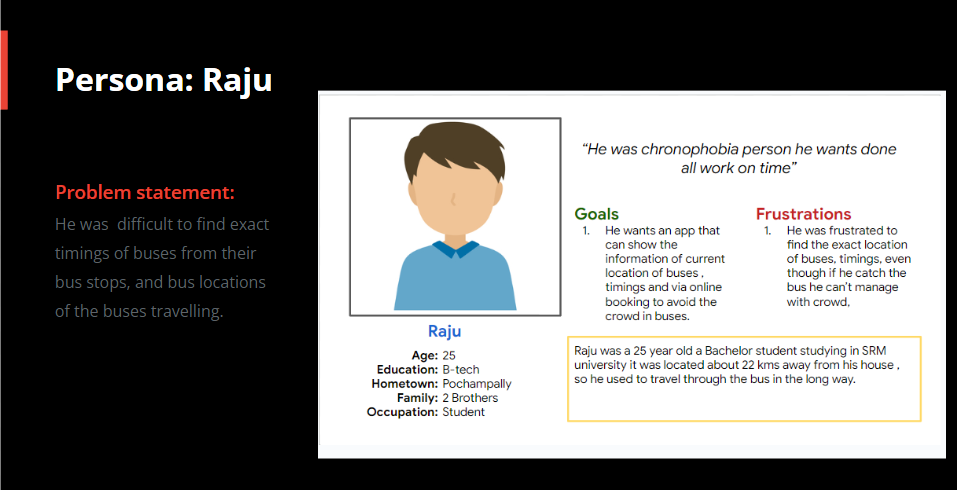 Persona: Raju
Problem statement:
He was  difficult to find exact
timings of buses from their
bus stops, and bus locations
of the buses travelling.
Raju
Age: 25
Education: B-tech
Hometown: Pochampally
Family: 2 Brothers
Occupation: Student
“He was chronophobia person he wants done
all work on time”
Goals
1. He wants an app that
can show the
information of current
location of buses ,
timings and via online
booking to avoid the
crowd in buses.
Frustrations
1. He was frustrated to
find the exact location
of buses, timings, even
though if he catch the
bus he can't manage
with crowd,
Raju was a 25 year old a Bachelor student studying in SRM
university it was located about 22 kms away from his house ,
so he used to travel through the bus in the long way.